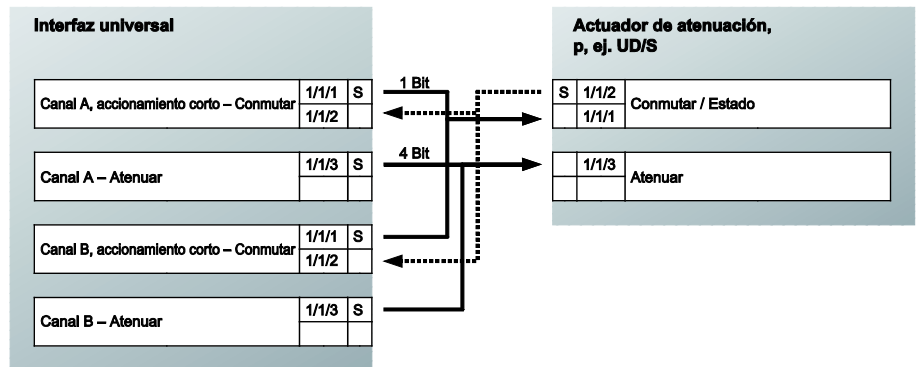 Interfaz universal
Actuador de atenuación,
p, ej. UD/S
1 Bit
Canal A, accionamiento corto – Conmutar 1/1/1 S
1/1/2
S 1/1/2 Conmutar / Estado
1/1/1
4 Bit
Canal A – Atenuar 1/1/3 S
1/1/3 Atenuar
Canal B, accionamiento corto – Conmutar 1/1/1 S
1/1/2
Canal B – Atenuar 1/1/3 S